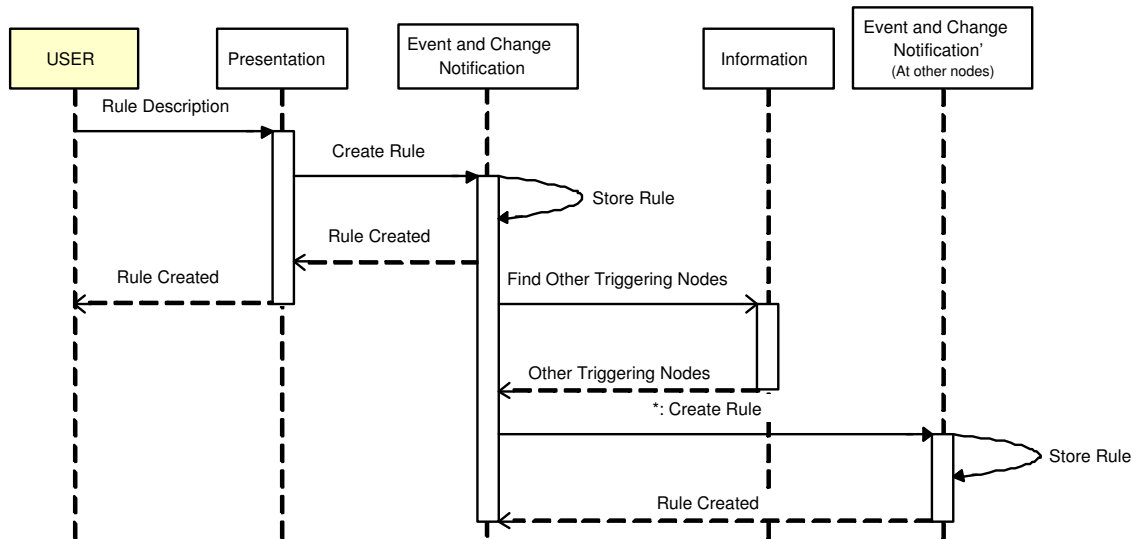 USER
Presentation
Event and Change
Notification
Information
Event and Change
Notification'
(At other nodes)
Rule Description
Create Rule
Store Rule
Rule Created
Rule Created
Find Other Triggering Nodes
Other Triggering Nodes
*: Create Rule
Store Rule
Rule Created